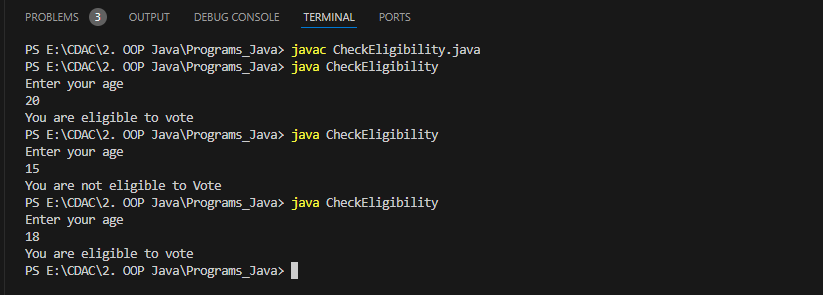 PROBLEMS 3 OUTPUT DEBUG CONSOLE TERMINAL PORTS
PS E:\CDAC\2. OOP Java\Programs_Java> javac CheckEligibility.java
PS E:\CDAC\2. OOP Java\Programs_Java> java CheckEligibility
Enter your age
20
You are eligible to vote
PS E:\CDAC\2. OOP Java\Programs_Java> java CheckEligibility
Enter your age
15
You are not eligible to Vote
PS E:\CDAC\2. OOP Java\Programs_Java> java CheckEligibility
Enter your age
18
You are eligible to vote
PS E:\CDAC\2. OOP Java\Programs_Java>